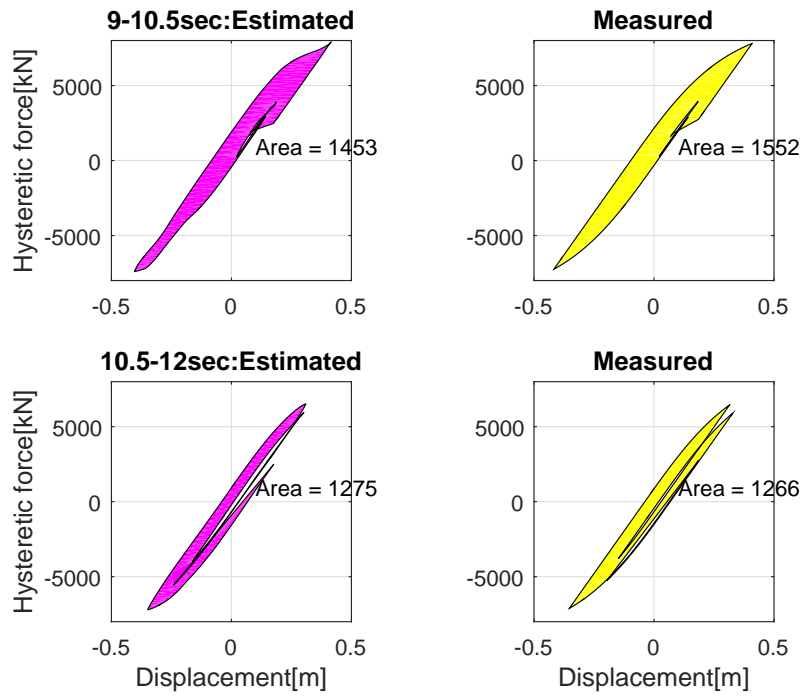 9-10.5sec:Estimated
Measured
Hysteretic force[kN]
5000
0
-5000
Area = 1453
-0.5
0
0.5
5000
0
-5000
Area = 1552
-0.5
0
0.5
10.5-12sec:Estimated
Measured
Hysteretic force[kN]
5000
0
-5000
Area = 1275
-0.5
0
0.5
Displacement[m]
5000
0
-5000
Area = 1266
-0.5
0
0.5
Displacement[m]